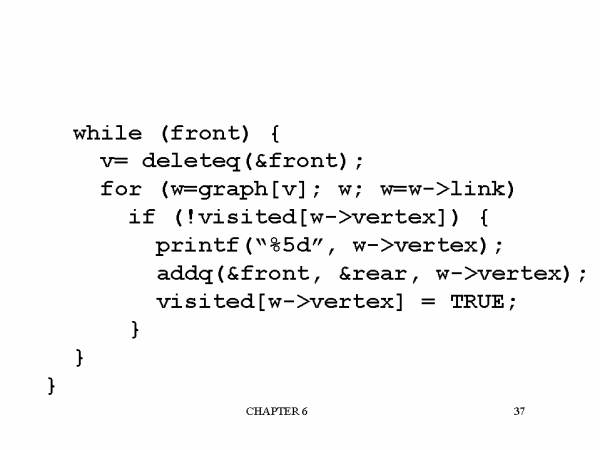 while (front) {
v= deleteq(&front);
for (w=graph[v]; w; w=w->link)
if (!visited[w->vertex]) {
printf(“%5d”, w->vertex);
addq(&front, &rear, w->vertex);
visited[w->vertex] = TRUE;
}
}
}
CHAPTER 6 37